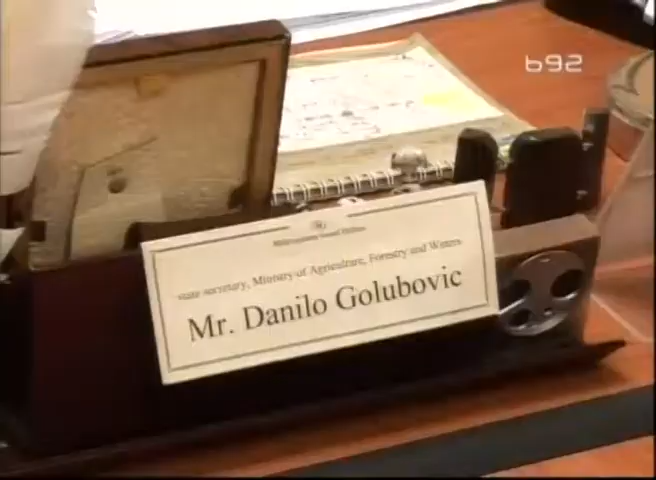 b92
state secretary, Ministry of Agriculture, Forestry and Waters
Mr. Danilo Golubovic